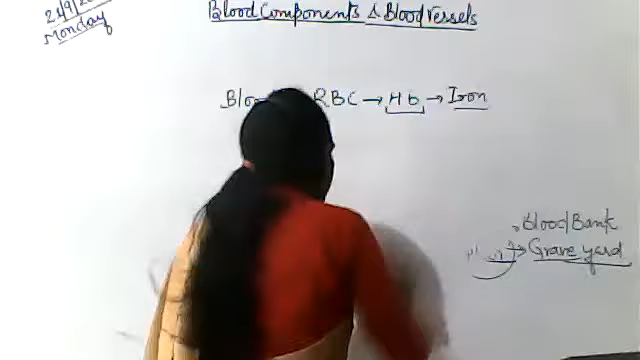 Monday
Blood Components & Blood Vessels
RBC → Hb → Iron
Blood Bank
→ Grave yard